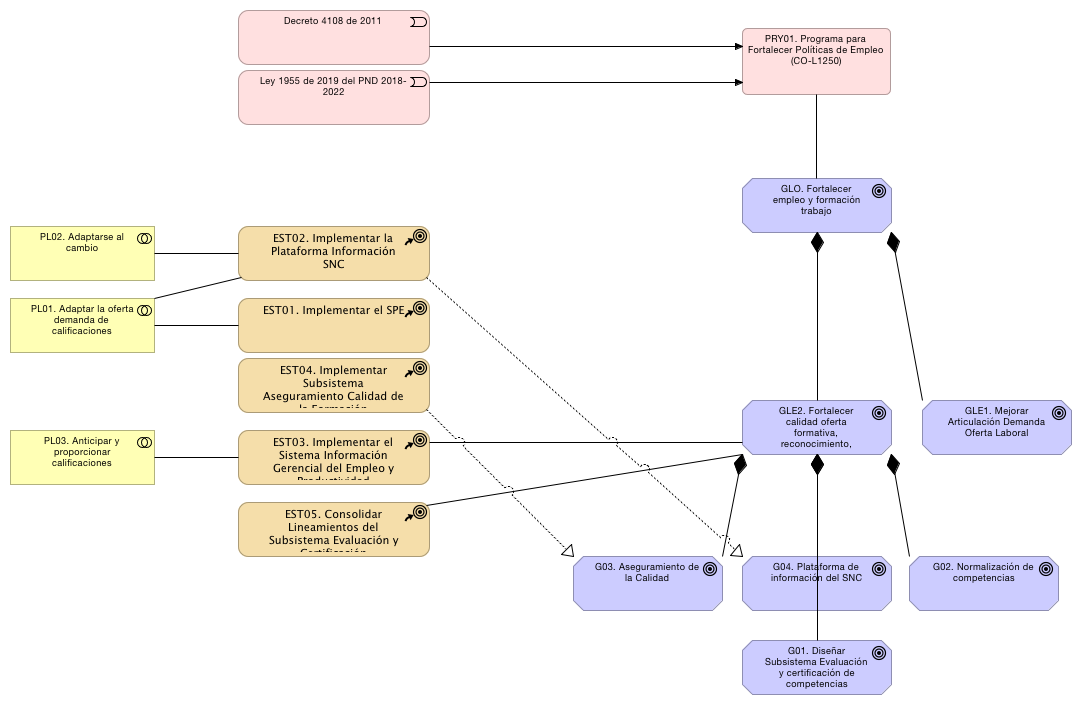 Decreto 4108 de 2011
PRY01. Programa para
Fortalecer Políticas de Empleo
(CO-L1250)
Ley 1955 de 2019 del PND 2018-
2022
GLO. Fortalecer
empleo y formación
trabajo
PL02. Adaptarse al
cambio
EST02. Implementar la
Plataforma Información
SNC
PL01. Adaptar la oferta
demanda de
calificaciones
EST01. Implementar el SPE
EST04. Implementar
Subsistema
Aseguramiento Calidad de
la Formación
GLE2. Fortalecer
calidad oferta
formativa,
reconocimiento,
GLE1. Mejorar
Articulación Demanda
Oferta Laboral
PL03. Anticipar y
proporcionar
calificaciones
EST03. Implementar el
Sistema Información
Gerencial del Empleo y
Productividad
EST05. Consolidar
Lineamientos del
Subsistema Evaluación y
Certificación
G03. Aseguramiento de
la Calidad
G04. Plataforma de
información del SNC
G02. Normalización de
competencias
G01. Diseñar
Subsistema Evaluación
y certificación de
competencias